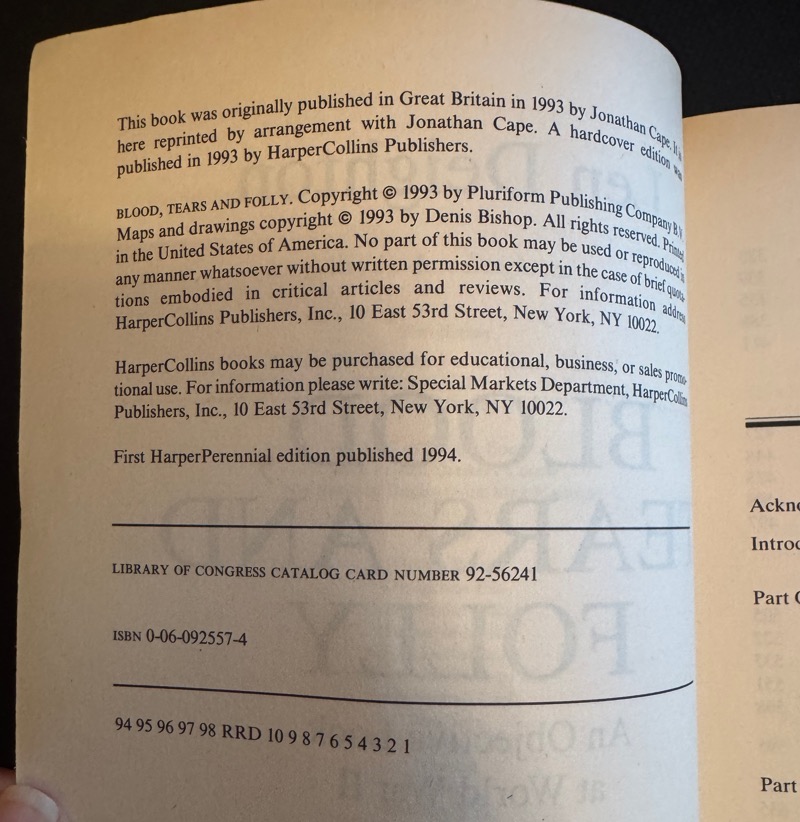 This book was originally published in Great Britain in 1993 by Jonathan Cape. It is
here reprinted by arrangement with Jonathan Cape. A hardcover edition was
published in 1993 by HarperCollins Publishers.
BLOOD, TEARS AND FOLLY. Copyright © 1993 by Pluriform Publishing Company B V
Maps and drawings copyright © 1993 by Denis Bishop. All rights reserved. Printed
in the United States of America. No part of this book may be used or reproduced in
any manner whatsoever without written permission except in the case of brief quota-
tions embodied in critical articles and reviews. For information address
HarperCollins Publishers, Inc., 10 East 53rd Street, New York, NY 10022.
HarperCollins books may be purchased for educational, business, or sales promo-
tional use. For information please write: Special Markets Department, HarperCollins
Publishers, Inc., 10 East 53rd Street, New York, NY 10022.
First HarperPerennial edition published 1994.
LIBRARY OF CONGRESS CATALOG CARD NUMBER 92-56241
ISBN 0-06-092557-4
94 95 96 97 98 RRD 10 9 8 7 6 5 4 3 2 1
Ackno
Introd
Part O
Part